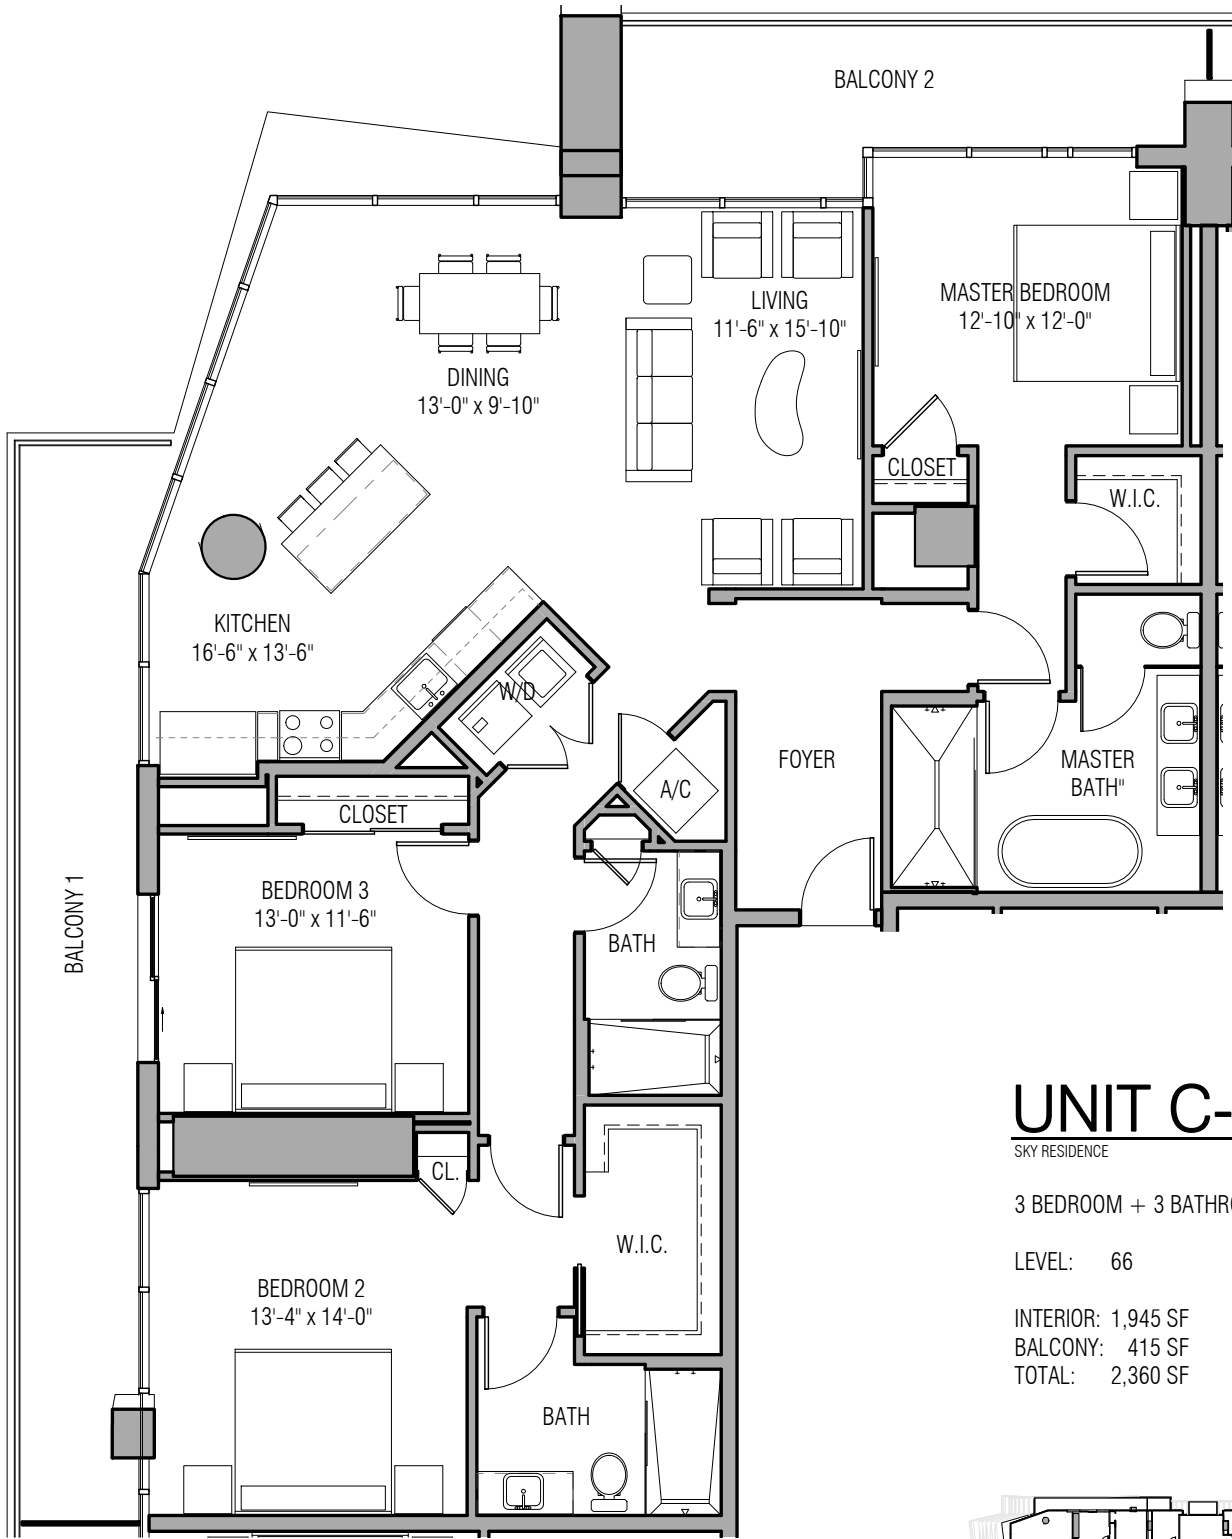 BALCONY 2
MASTER BEDROOM
12'-10" x 12'-0"
LIVING
11'-6" x 15'-10"
DINING
13'-0" x 9'-10"
CLOSET
W.I.C.
KITCHEN
16'-6" x 13'-6"
W/D
FOYER
MASTER
BATH"
A/C
CLOSET
BEDROOM 3
13'-0" x 11'-6"
BALCONY 1
BATH
UNIT C-
SKY RESIDENCE
3 BEDROOM + 3 BATHRO
LEVEL: 66
INTERIOR: 1,945 SF
BALCONY: 415 SF
TOTAL: 2,360 SF
CL.
W.I.C.
BEDROOM 2
13'-4" x 14'-0"
BATH